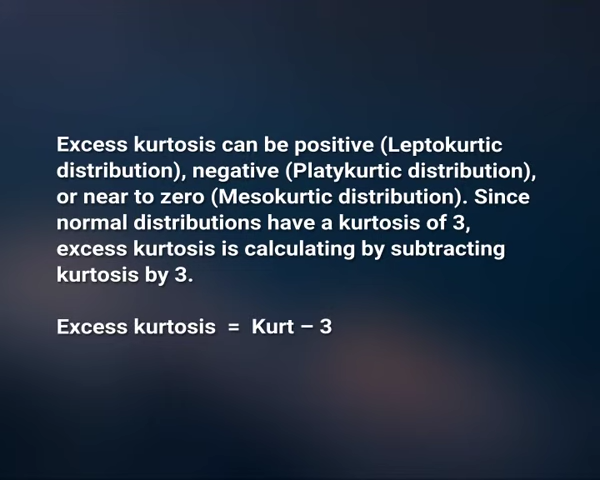 Excess kurtosis can be positive (Leptokurtic
distribution), negative (Platykurtic distribution),
or near to zero (Mesokurtic distribution). Since
normal distributions have a kurtosis of 3,
excess kurtosis is calculating by subtracting
kurtosis by 3.
Excess kurtosis = Kurt – 3